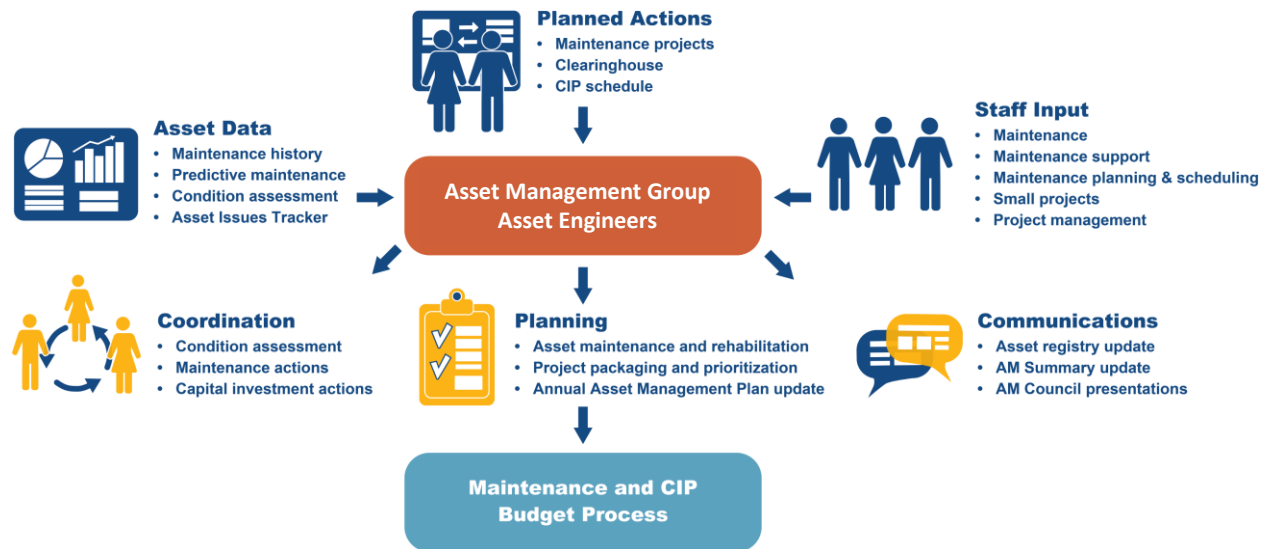 Planned Actions
• Maintenance projects
• Clearinghouse
• CIP schedule
Asset Data
• Maintenance history
• Predictive maintenance
• Condition assessment
• Asset Issues Tracker
Staff Input
• Maintenance
• Maintenance support
• Maintenance planning & scheduling
• Small projects
• Project management
Asset Management Group
Asset Engineers
Coordination
• Condition assessment
• Maintenance actions
• Capital investment actions
Planning
• Asset maintenance and rehabilitation
• Project packaging and prioritization
• Annual Asset Management Plan update
Communications
• Asset registry update
• AM Summary update
• AM Council presentations
Maintenance and CIP
Budget Process